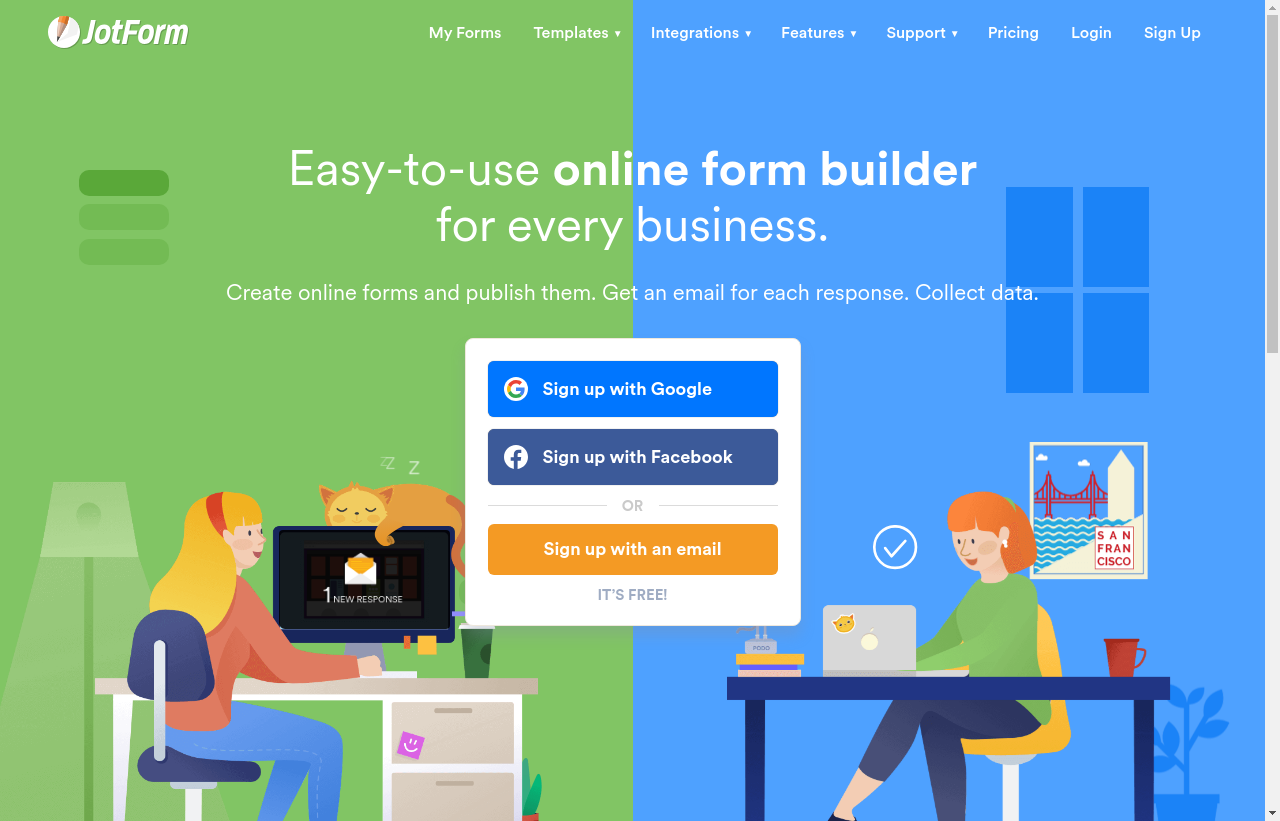 JotForm
My Forms
Templates ▼
Integrations ▼
Features ▼
Support ▼
Pricing
Login
Sign Up
Easy-to-use online form builder
for every business.
Create online forms and publish them. Get an email for each response. Collect data.
Sign up with Google
Sign up with Facebook
OR
Sign up with an email
IT'S FREE!
zZ Z
1 NEW RESPONSE
SAN
FRAN
CISCO
PODO